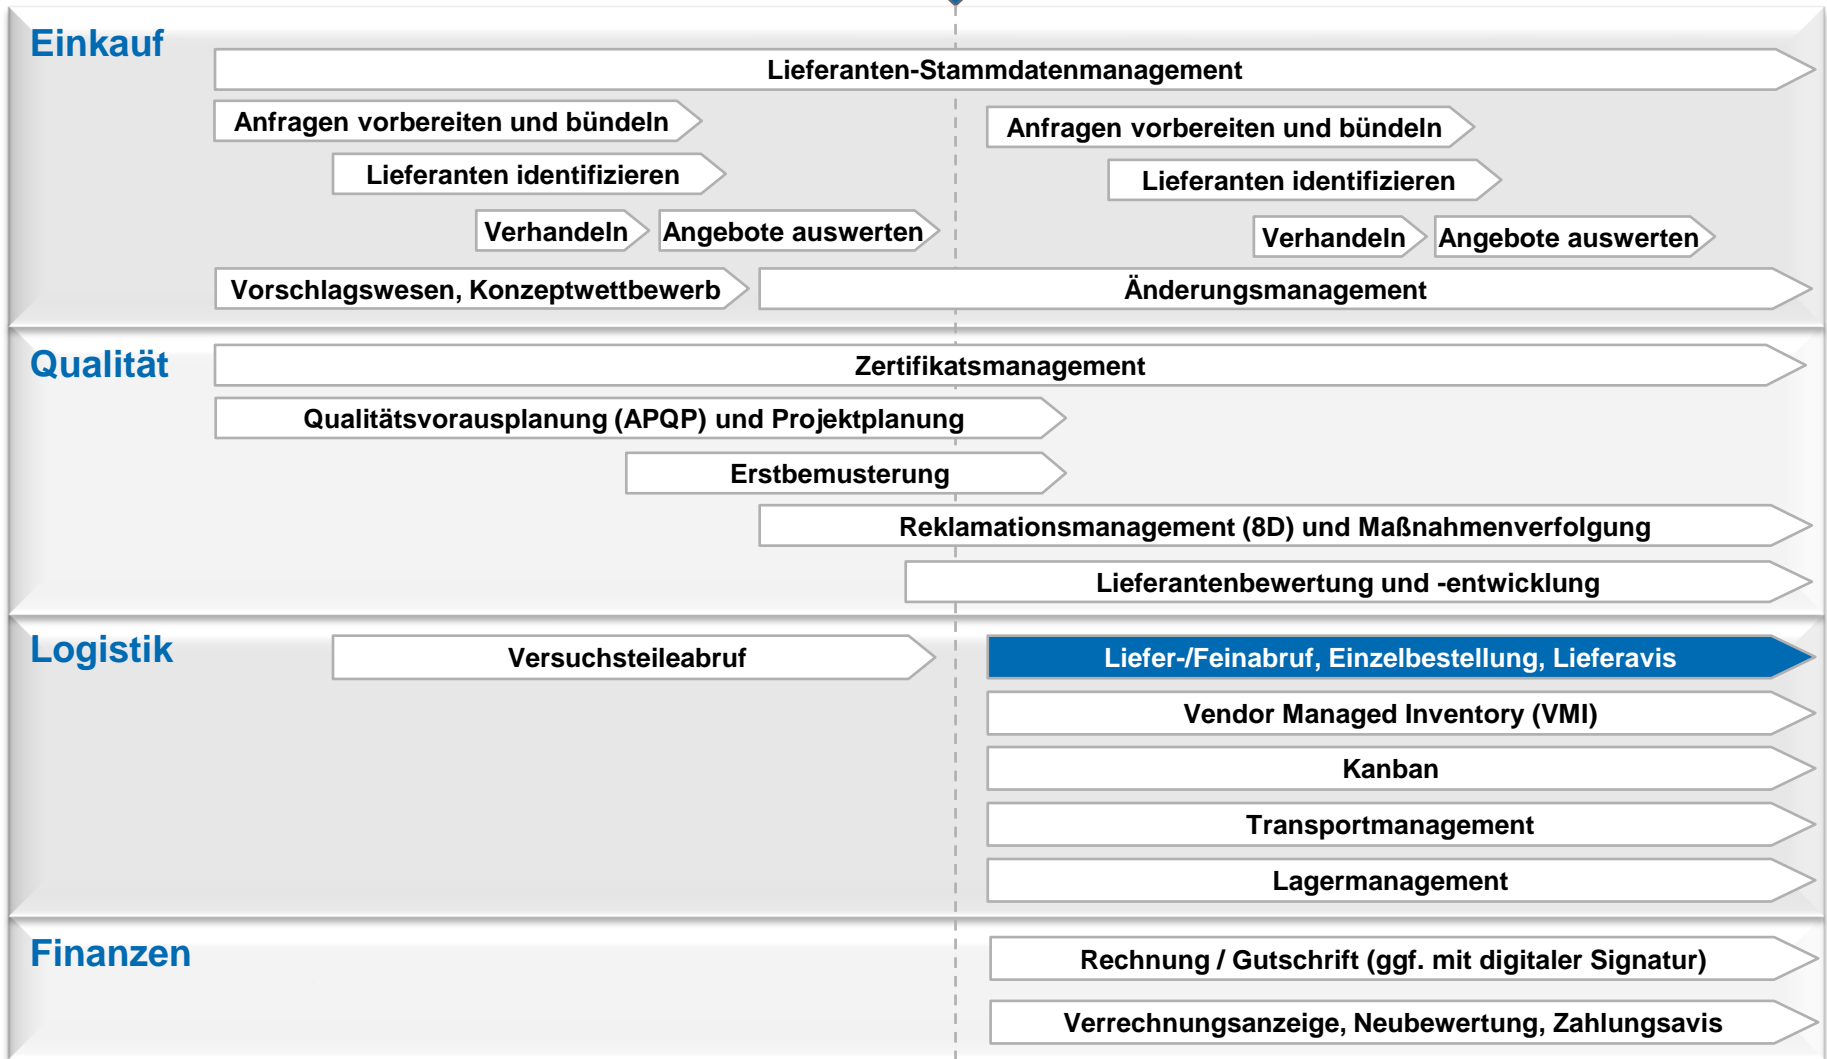 Einkauf
Lieferanten-Stammdatenmanagement
Anfragen vorbereiten und bündeln
Anfragen vorbereiten und bündeln
Lieferanten identifizieren
Lieferanten identifizieren
Verhandeln
Angebote auswerten
Verhandeln
Angebote auswerten
Vorschlagswesen, Konzeptwettbewerb
Änderungsmanagement
Qualität
Zertifikatsmanagement
Qualitätsvorausplanung (APQP) und Projektplanung
Erstbemusterung
Reklamationsmanagement (8D) und Maßnahmenverfolgung
Lieferantenbewertung und -entwicklung
Logistik
Versuchsteileabruf
Liefer-/Feinabruf, Einzelbestellung, Lieferavis
Vendor Managed Inventory (VMI)
Kanban
Transportmanagement
Lagermanagement
Finanzen
Rechnung / Gutschrift (ggf. mit digitaler Signatur)
Verrechnungsanzeige, Neubewertung, Zahlungsavis